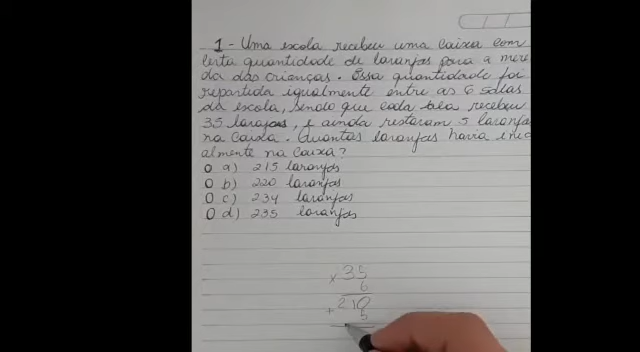 1 - Uma escola recebeu uma caixa com
certa quantidade de laranjas para a meren
da das crianças. Essa quantidade foi
repartida igualmente entre as 6 salas
da escola, sendo que cada sala recebeu
35 laranjas, e ainda restaram 5 laranjas
na caixa. Quantas laranjas havia inici
almente na caixa?
O a) 215 laranjas
O b) 220 laranjas
O c) 234 laranjas
O d) 235 laranjas
x 35
6
210
+ 5